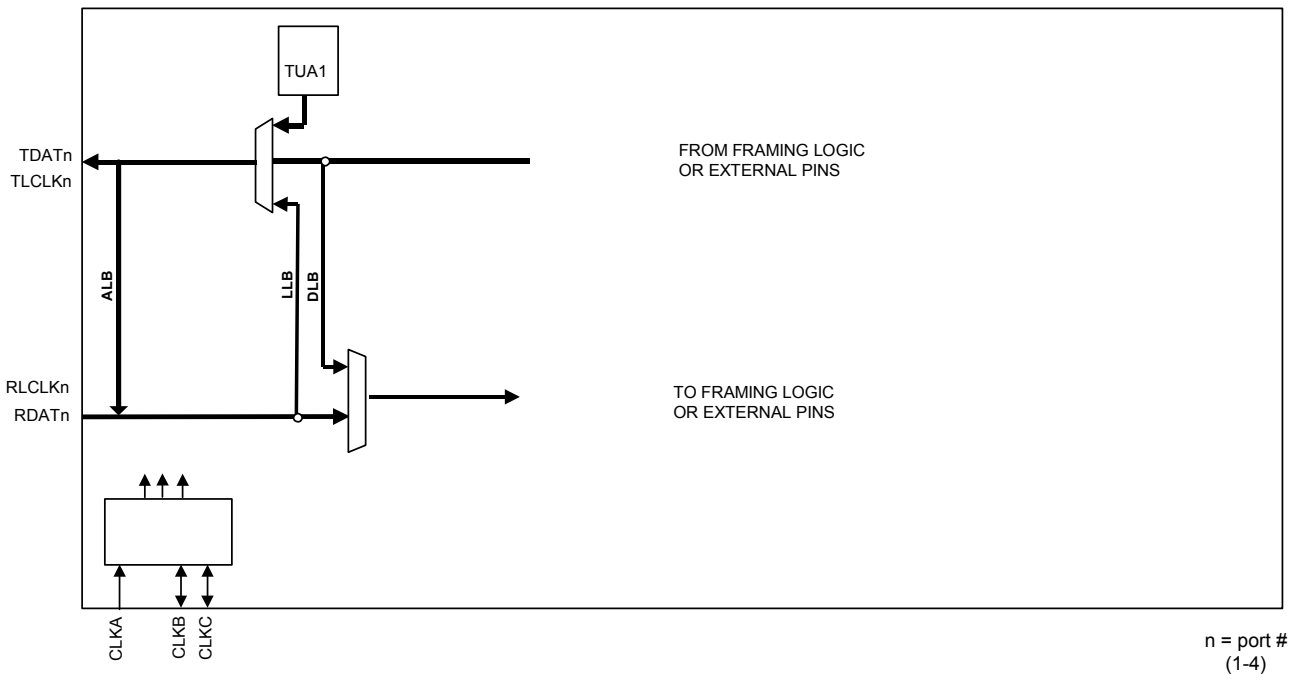 TUA1
TDATn
TLCLKn
FROM FRAMING LOGIC
OR EXTERNAL PINS
ALB
LLB
DLB
RLCLKn
RDATn
TO FRAMING LOGIC
OR EXTERNAL PINS
CLKA
CLKB
CLKC
n = port #
(1-4)